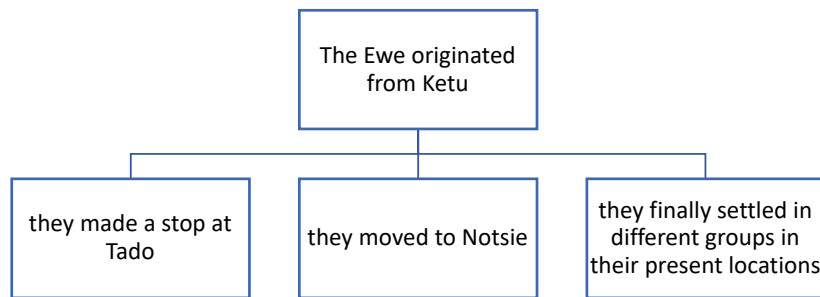 The Ewe originated
from Ketu
they made a stop at
Tado
they moved to Notsie
they finally settled in
different groups in
their present locations